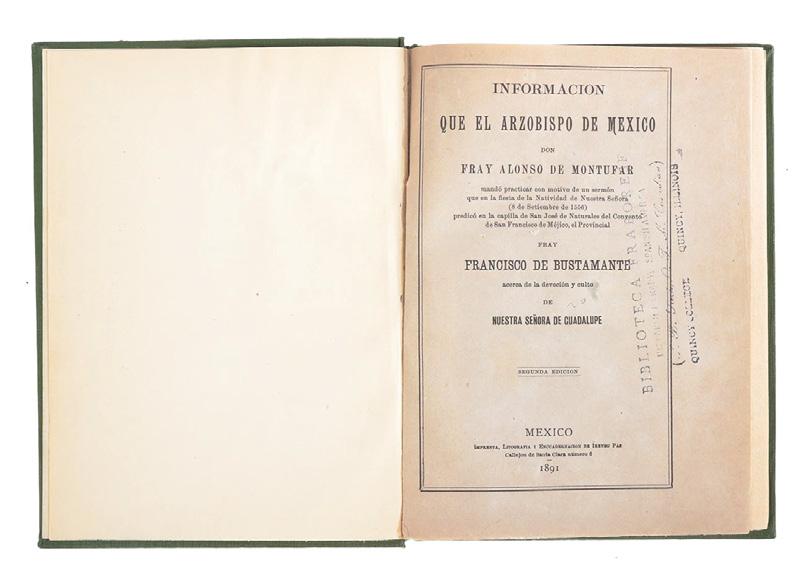 INFORMACION
QUE EL ARZOBISPO DE MEXICO
DON
FRAY ALONSO DE MONTUFAR
mandó practicar con motivo de un sermón
que en la fiesta de la Natividad de Nuestra Señora
(8 de Setiembre de 1556)
predicó en la capilla de San José de Naturales del Convento
de San Francisco de Méjico, el Provincial
FRAY
FRANCISCO DE BUSTAMANTE
acerca de la devoción y culto
DE
NUESTRA SEÑORA DE GUADALUPE
SEGUNDA EDICION
MEXICO
IMPRENTA, LITOGRAFIA Y ENCUADERNACION DE IRENEO PAZ
Callejon de Santa Clara número 6
1891
BIBLIOTECA FRAT
QUINCY COLLEGE QUINCY, ILLINOIS